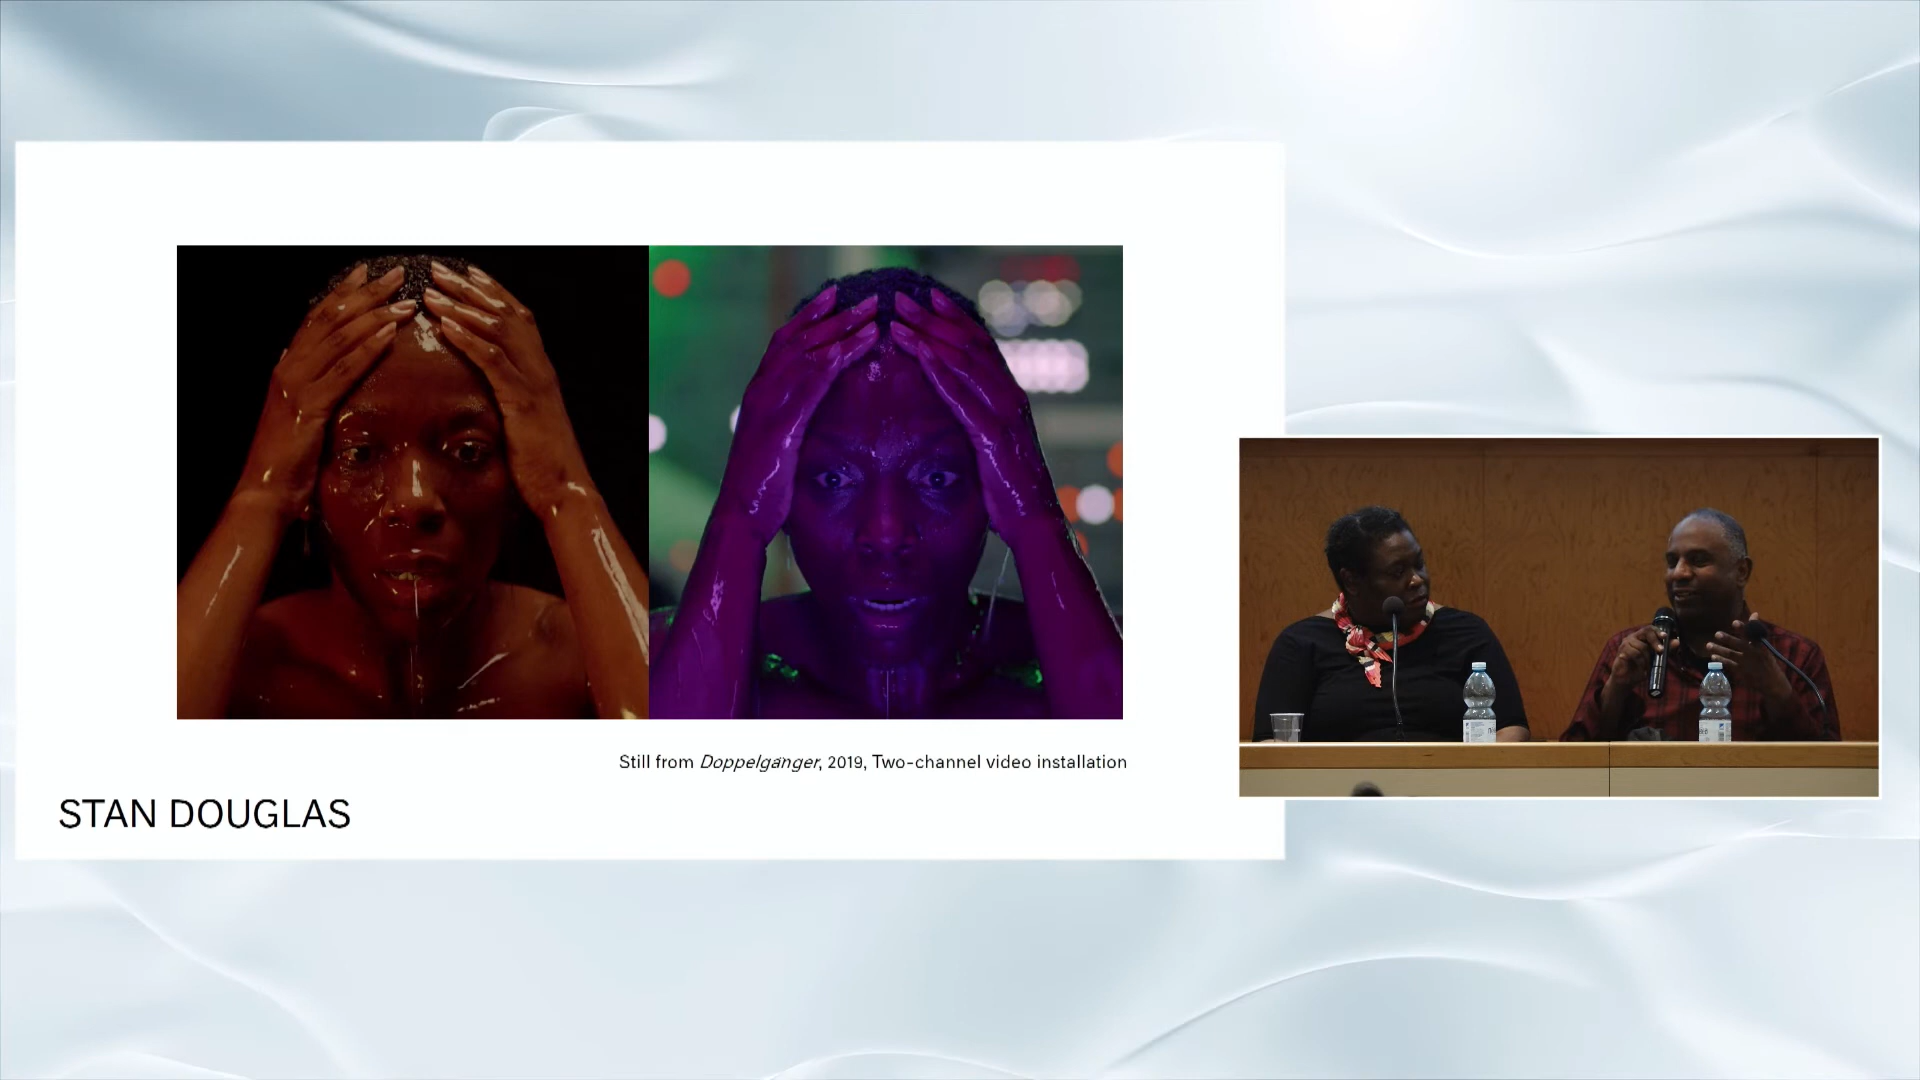 Still from Doppelgänger, 2019, Two-channel video installation
STAN DOUGLAS